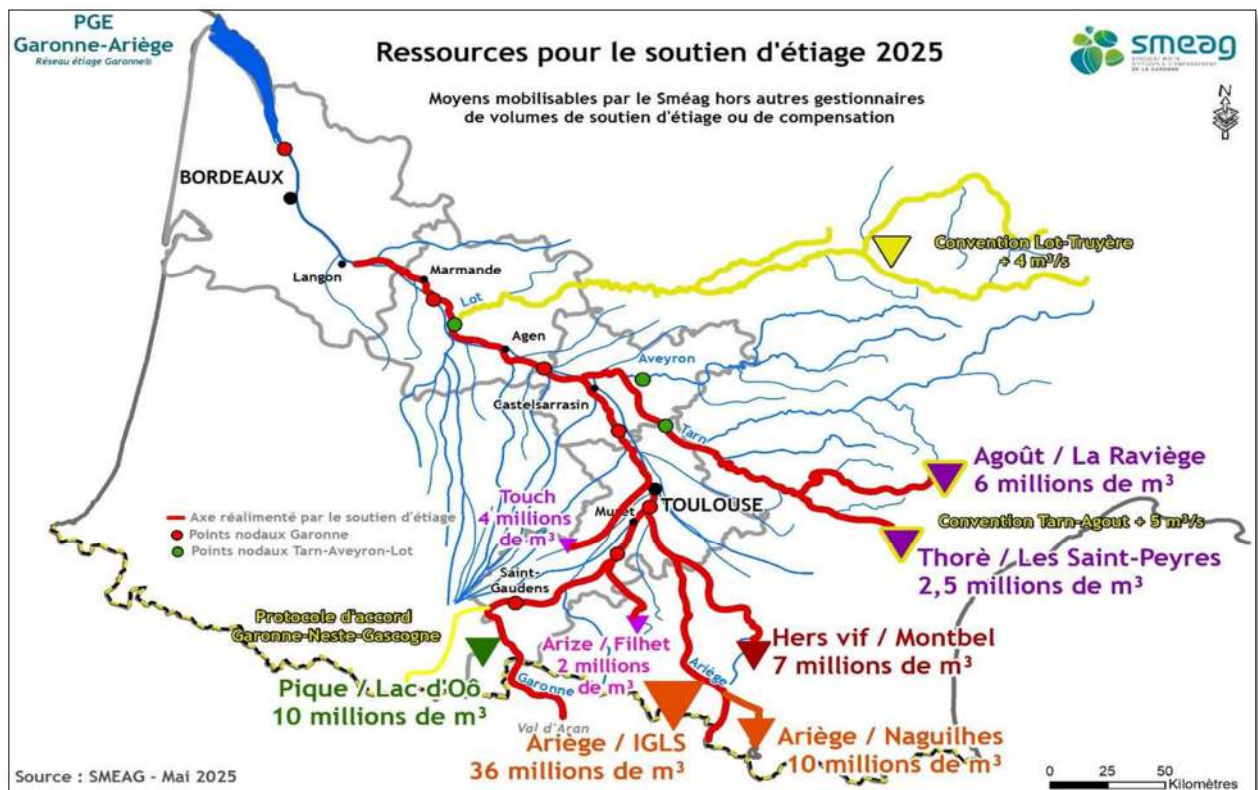 PGE
Garonne-Ariège
Réseau étiage Garonne®
Ressources pour le soutien d'étiage 2025
Moyens mobilisables par le Sméag hors autres gestionnaires
de volumes de soutien d'étiage ou de compensation
smeag
SYNDICAT MIXTE
D'ÉTUDES & D'AMÉNAGEMENT
DE LA GARONNE
N
BORDEAUX
Langon
Marmande
Lot
Convention Lot-Truyère
+ 4 m³/s
Agen
Aveyron
Castelsarrasin
Tarn
Agoût / La Raviège
6 millions de m³
Touch
4 millions
de m³
Muret
TOULOUSE
Convention Tarn-Agout + 5 m³/s
Thorè / Les Saint-Peyres
2,5 millions de m³
Axe réalimenté par le soutien d'étiage
Points nodaux Garonne
Points nodaux Tarn-Aveyron-Lot
Saint-
Gaudens
Protocole d'accord
Garonne-Neste-Gascogne
Arize / Filhet
2 millions
de m³
Hers vif / Montbel
7 millions de m³
Ariège
Garonne
Pique / Lac d'Oô
10 millions de m³
Val d'Aran
Ariège / IGLS
36 millions de m³
Ariège / Naguilhes
10 millions de m³
Source : SMEAG - Mai 2025
0 25 50
Kilomètres